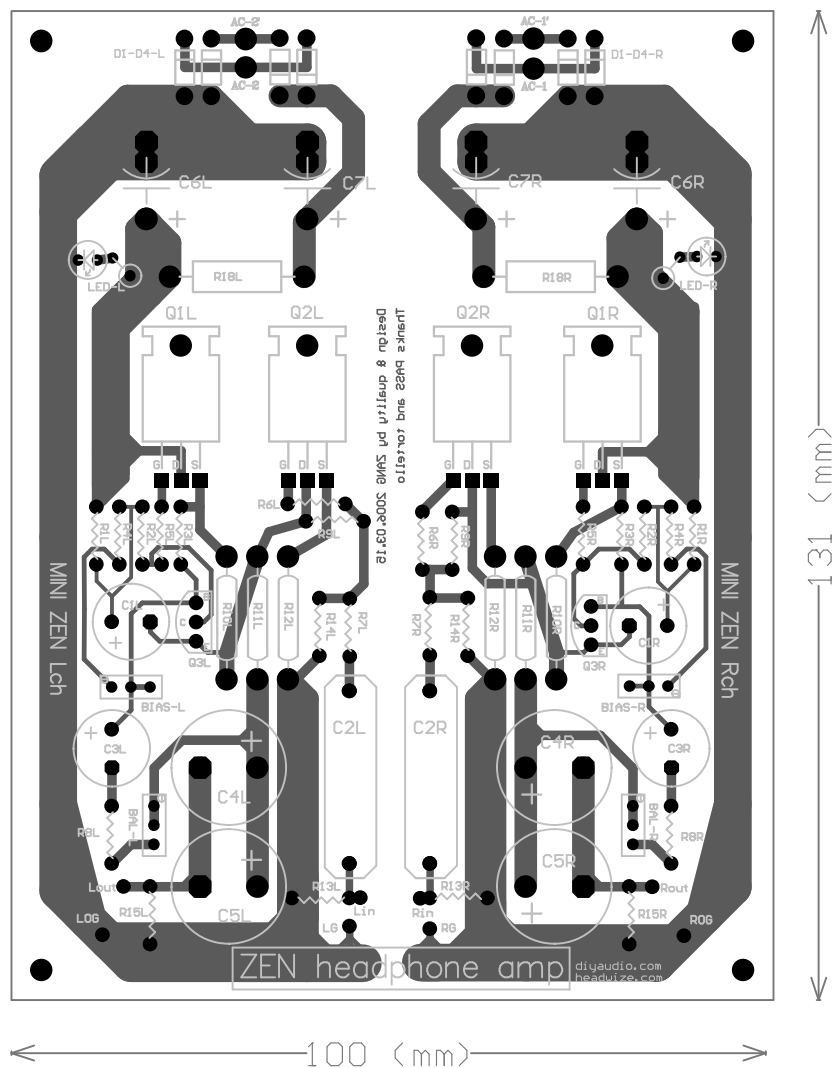 AC-2' AC-1'
D1-D4-L D1-D4-R
AC-2 AC-1
C6L C7L C7R C6R
LED-L R18L R18R LED-R
Q1L Q2L Q2R Q1R
Design & quality by ZANG 2006.03.15
Thanks PASS and tortello
G D S G D S G D S G D S
R6L
R9L
R1L R4L R2L R5L R3L
R6R R9R R5R R3R R2R R4R R1R
131 (mm)
MINI ZEN Lch
MINI ZEN Rch
C1L R10L R11L R12L R14L R7L
R7R R14R R12R R11R R10R C1R
Q3L Q3R
BIAS-L BIAS-R
C3L C2L C2R C4R C3R
C4L
R8L BAL-L BAL-R R8R
C5R
Lout R13L R13R Rout
R15L C5L Lin Rin R15R
LOG LG RG ROG
ZEN headphone amp
diyaudio.com
headwize.com
100 (mm)